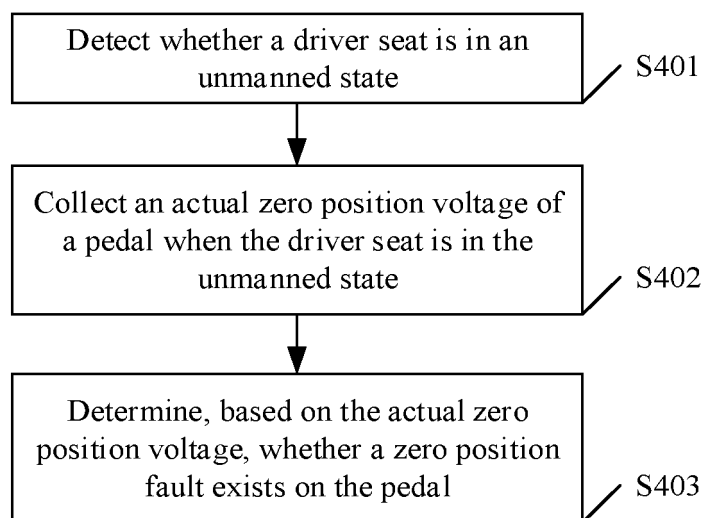 Detect whether a driver seat is in an
unmanned state
S401
Collect an actual zero position voltage of
a pedal when the driver seat is in the
unmanned state
S402
Determine, based on the actual zero
position voltage, whether a zero position
fault exists on the pedal
S403